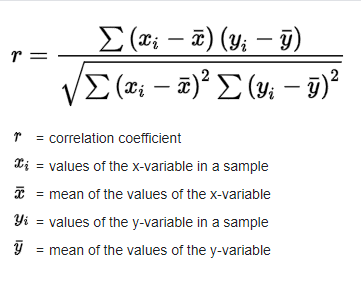 r = ∑ (xᵢ − x̄) (yᵢ − ȳ) / √∑ (xᵢ − x̄)² ∑ (yᵢ − ȳ)²
r = correlation coefficient
xᵢ = values of the x-variable in a sample
x̄ = mean of the values of the x-variable
yᵢ = values of the y-variable in a sample
ȳ = mean of the values of the y-variable